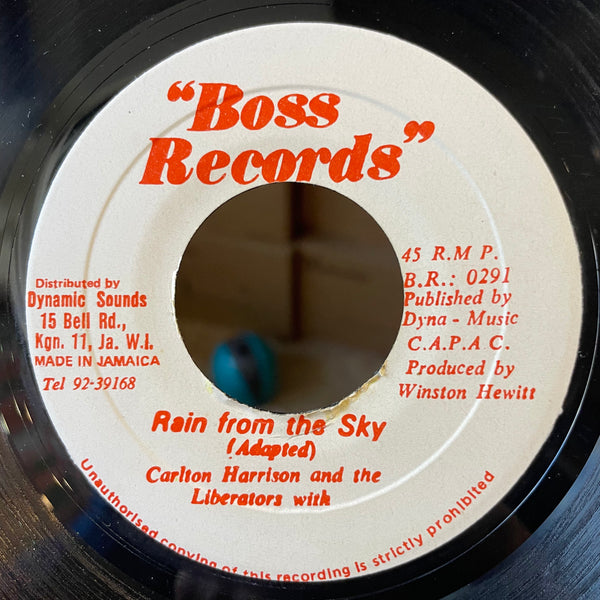 "Boss
Records"
Distributed by
Dynamic Sounds
15 Bell Rd.,
Kgn. 11, Ja. W.I.
MADE IN JAMAICA
Tel 92-39168
45 R.M P.
B.R.: 0291
Published by
Dyna - Music
C.A.P.A C.
Produced by
Winston Hewitt
Rain from the Sky
(Adapted)
Carlton Harrison and the
Liberators with
Unauthorised copying of this recording is strictly prohibited